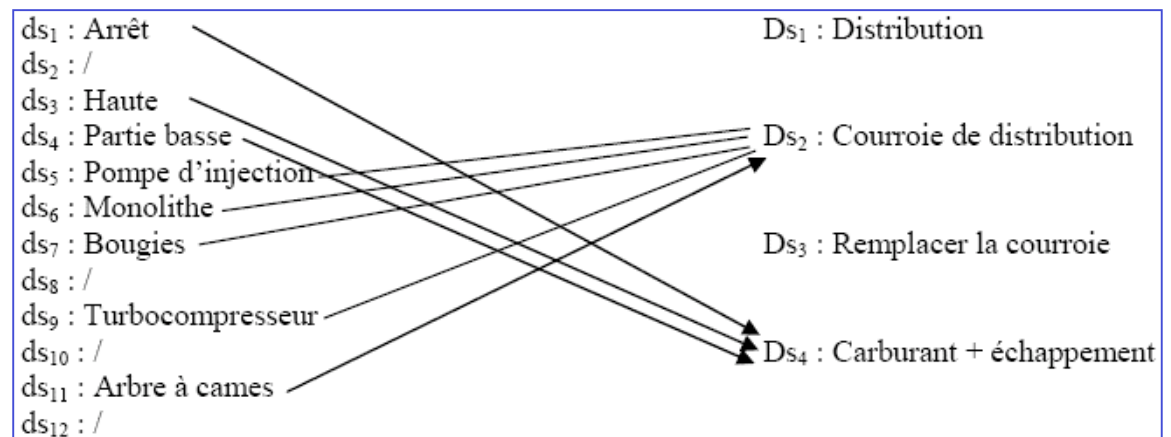 ds₁ : Arrêt
ds₂ : /
ds₃ : Haute
ds₄ : Partie basse
ds₅ : Pompe d’injection
ds₆ : Monolithe
ds₇ : Bougies
ds₈ : /
ds₉ : Turbocompresseur
ds₁₀ : /
ds₁₁ : Arbre à cames
ds₁₂ : /
Ds₁ : Distribution
Ds₂ : Courroie de distribution
Ds₃ : Remplacer la courroie
Ds₄ : Carburant + échappement